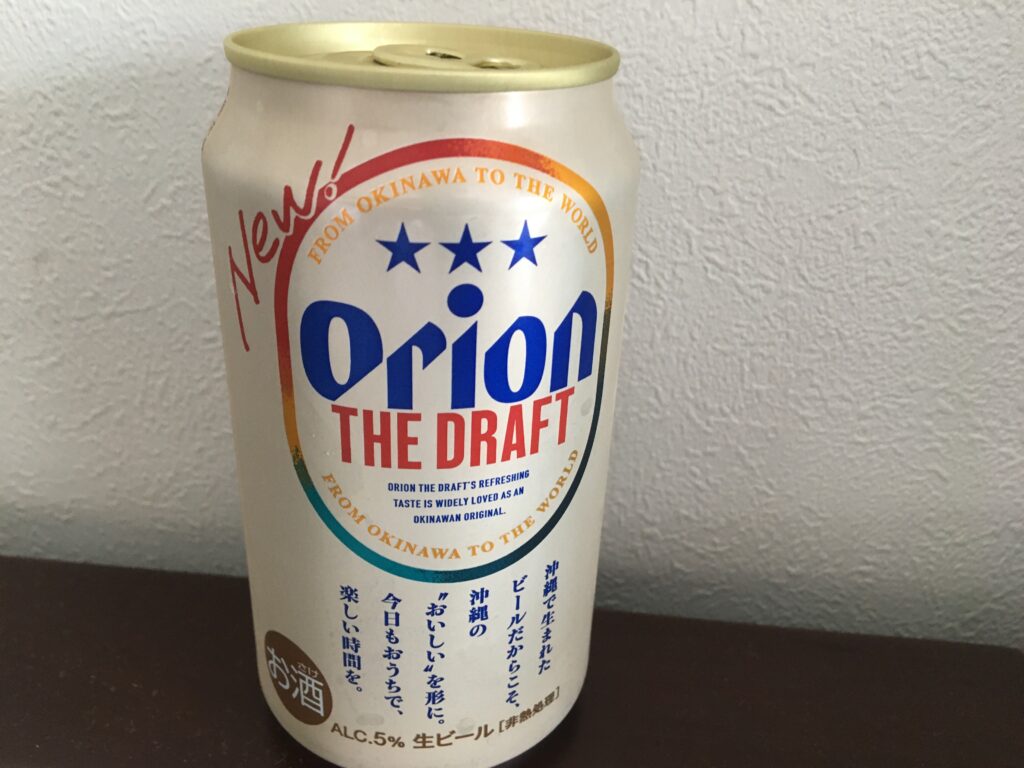 New!
FROM OKINAWA TO THE WORLD
Orion
THE DRAFT
ORION THE DRAFT'S REFRESHING
TASTE IS WIDELY LOVED AS AN
OKINAWAN ORIGINAL.
FROM OKINAWA TO THE WORLD
沖縄で生まれた
ビールだからこそ、
沖縄の
〝おいしい〟を形に。
今日もおうちで、
楽しい時間を。
おさけ
お酒
ALC.5% 生ビール [非熱処理]